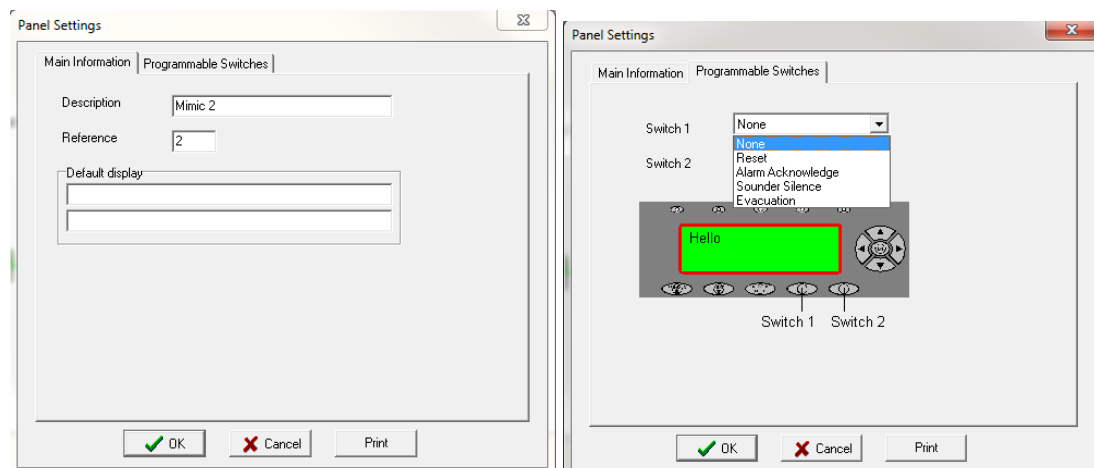 Panel Settings
Main Information
Programmable Switches
Description
Mimic 2
Reference
2
Default display
OK
Cancel
Print
Panel Settings
Main Information
Programmable Switches
Switch 1
None
None
Reset
Alarm Acknowledge
Sounder Silence
Evacuation
Switch 2
Hello
Switch 1
Switch 2
OK
Cancel
Print